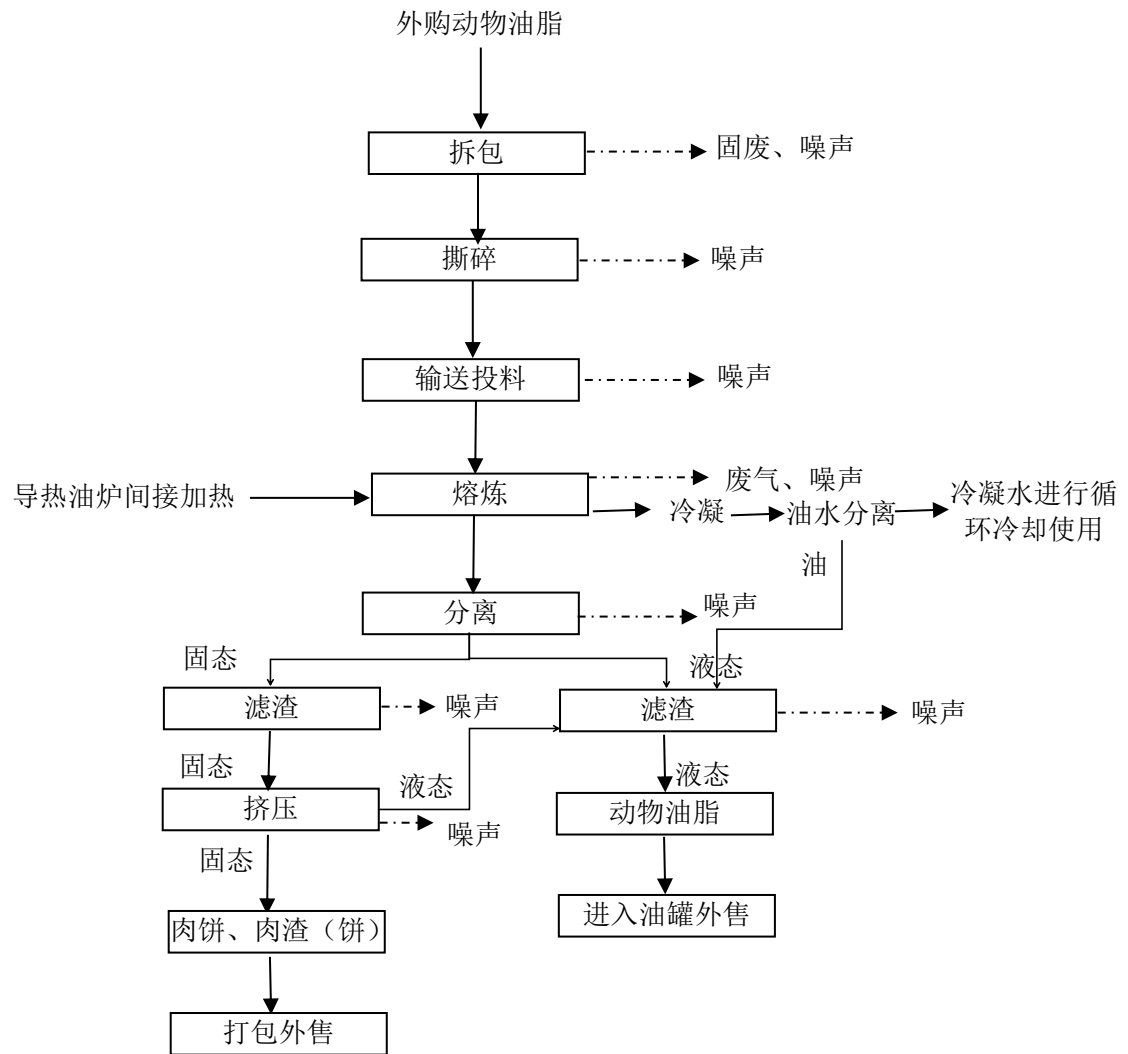 外购动物油脂
拆包
固废、噪声
撕碎
噪声
输送投料
噪声
导热油炉间接加热
熔炼
废气、噪声
冷凝
油水分离
冷凝水进行循
环冷却使用
油
分离
噪声
固态
液态
滤渣
噪声
滤渣
噪声
固态
液态
液态
挤压
噪声
动物油脂
固态
肉饼、肉渣（饼）
进入油罐外售
打包外售